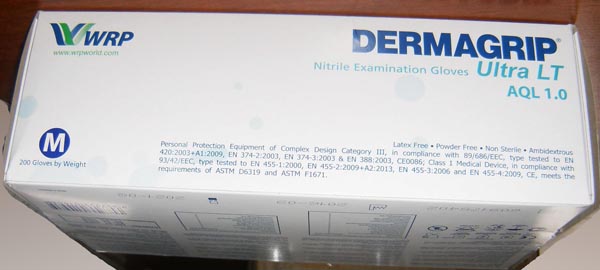 WRP
www.wrpworld.com
DERMAGRIP®
Nitrile Examination Gloves Ultra LT
AQL 1.0
M
200 Gloves by Weight
Latex Free • Powder Free • Non Sterile • Ambidextrous
Personal Protection Equipment of Complex Design Category III, in compliance with 89/686/EEC, type tested to EN
420:2003+A1:2009, EN 374-2:2003, EN 374-3:2003 & EN 388:2003, CE0086; Class I Medical Device, in compliance with
93/42/EEC, type tested to EN 455-1:2000, EN 455-2:2009+A2:2013, EN 455-3:2006 and EN 455-4:2009, CE, meets the
requirements of ASTM D6319 and ASTM F1671.